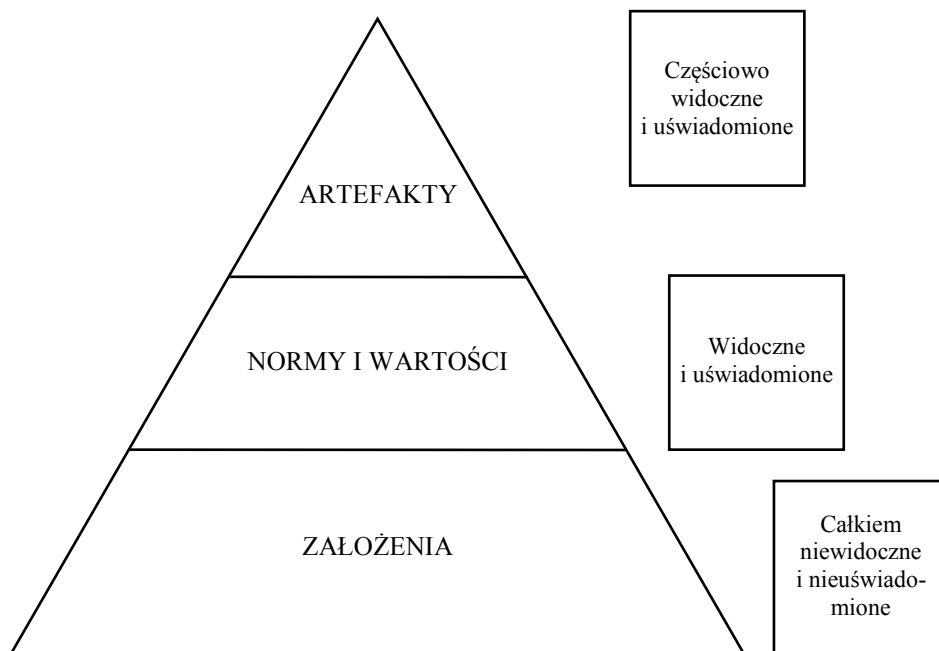 Częściowo
widoczne
i uświadomione
ARTEFAKTY
NORMY I WARTOŚCI
Widoczne
i uświadomione
ZAŁOŻENIA
Całkiem
niewidoczne
i nieuświado-
mione